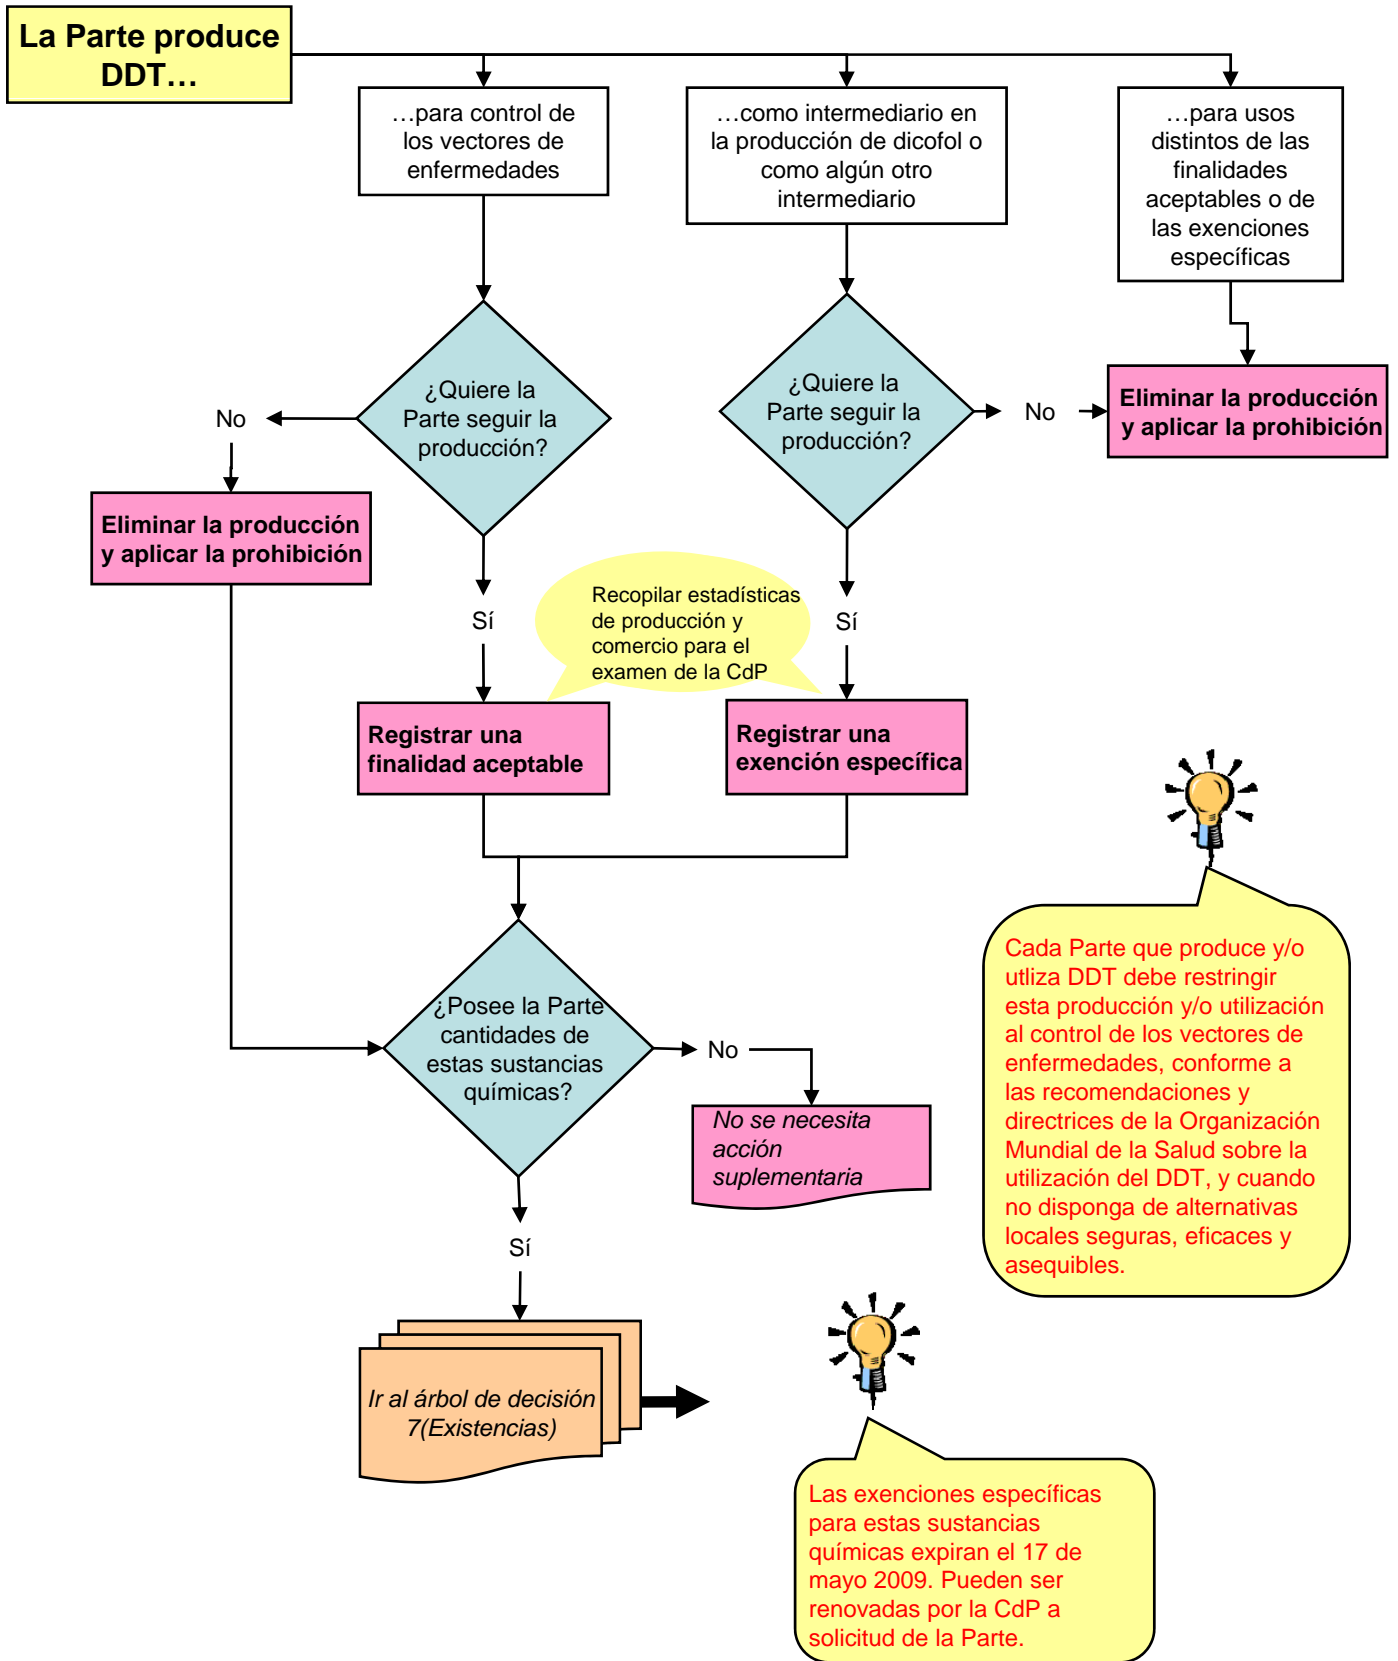 La Parte produce
DDT…
…para control de
los vectores de
enfermedades
…como intermediario en
la producción de dicofol o
como algún otro
intermediario
…para usos
distintos de las
finalidades
aceptables o de
las exenciones
específicas
¿Quiere la
Parte seguir la
producción?
No
¿Quiere la
Parte seguir la
producción?
No
Eliminar la producción
y aplicar la prohibición
Eliminar la producción
y aplicar la prohibición
Sí
Recopilar estadísticas
de producción y
comercio para el
examen de la CdP
Sí
Registrar una
finalidad aceptable
Registrar una
exención específica
¿Posee la Parte
cantidades de
estas sustancias
químicas?
No
No se necesita
acción
suplementaria
Sí
Ir al árbol de decisión
7(Existencias)
Cada Parte que produce y/o
utliza DDT debe restringir
esta producción y/o utilización
al control de los vectores de
enfermedades, conforme a
las recomendaciones y
directrices de la Organización
Mundial de la Salud sobre la
utilización del DDT, y cuando
no disponga de alternativas
locales seguras, eficaces y
asequibles.
Las exenciones específicas
para estas sustancias
químicas expiran el 17 de
mayo 2009. Pueden ser
renovadas por la CdP a
solicitud de la Parte.